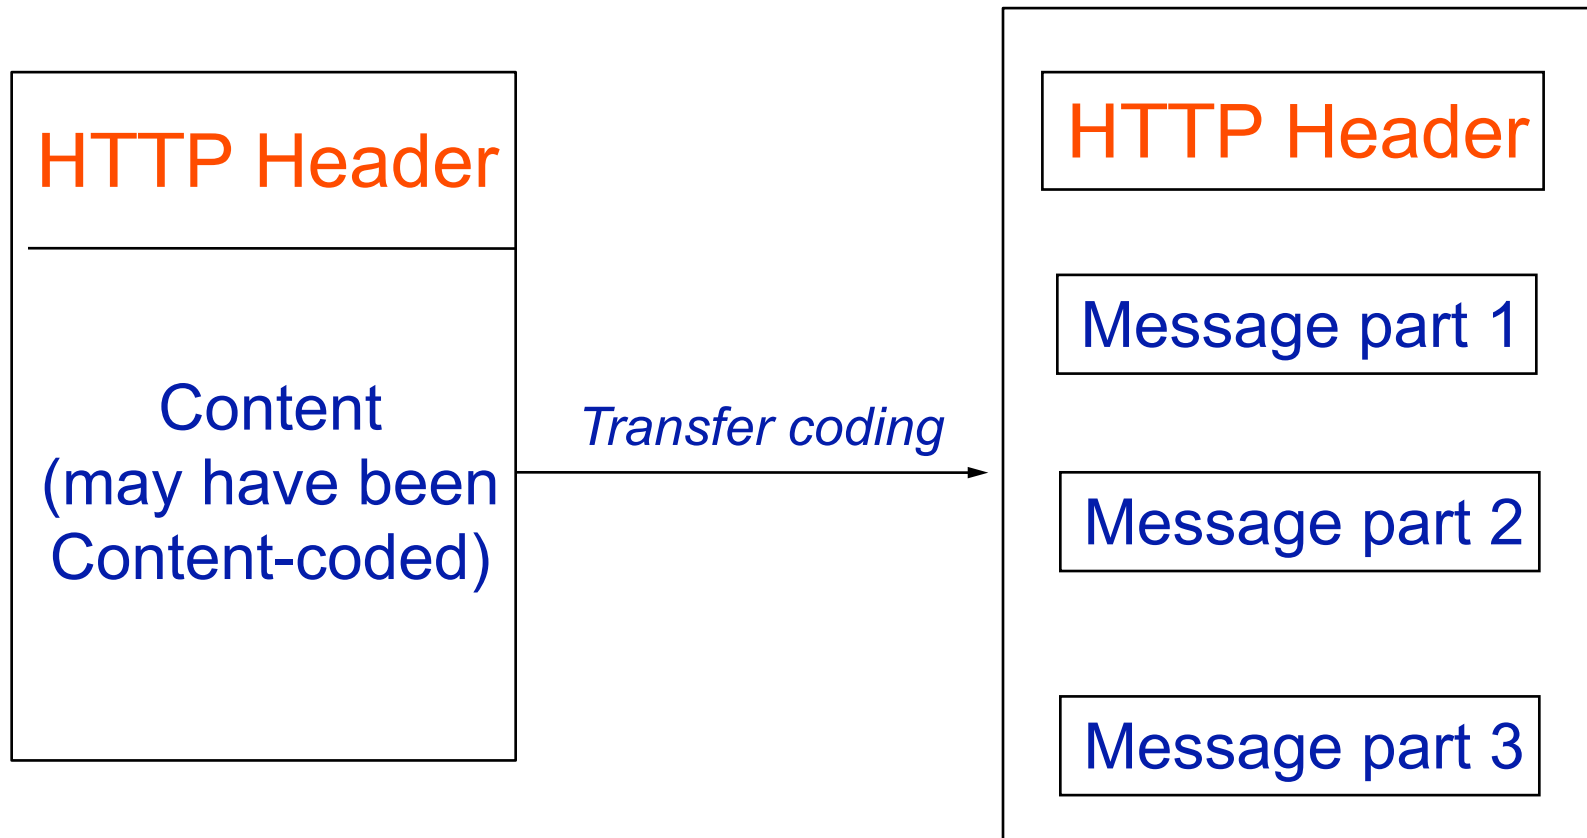 HTTP Header
Content
(may have been
Content-coded)
Transfer coding
HTTP Header
Message part 1
Message part 2
Message part 3